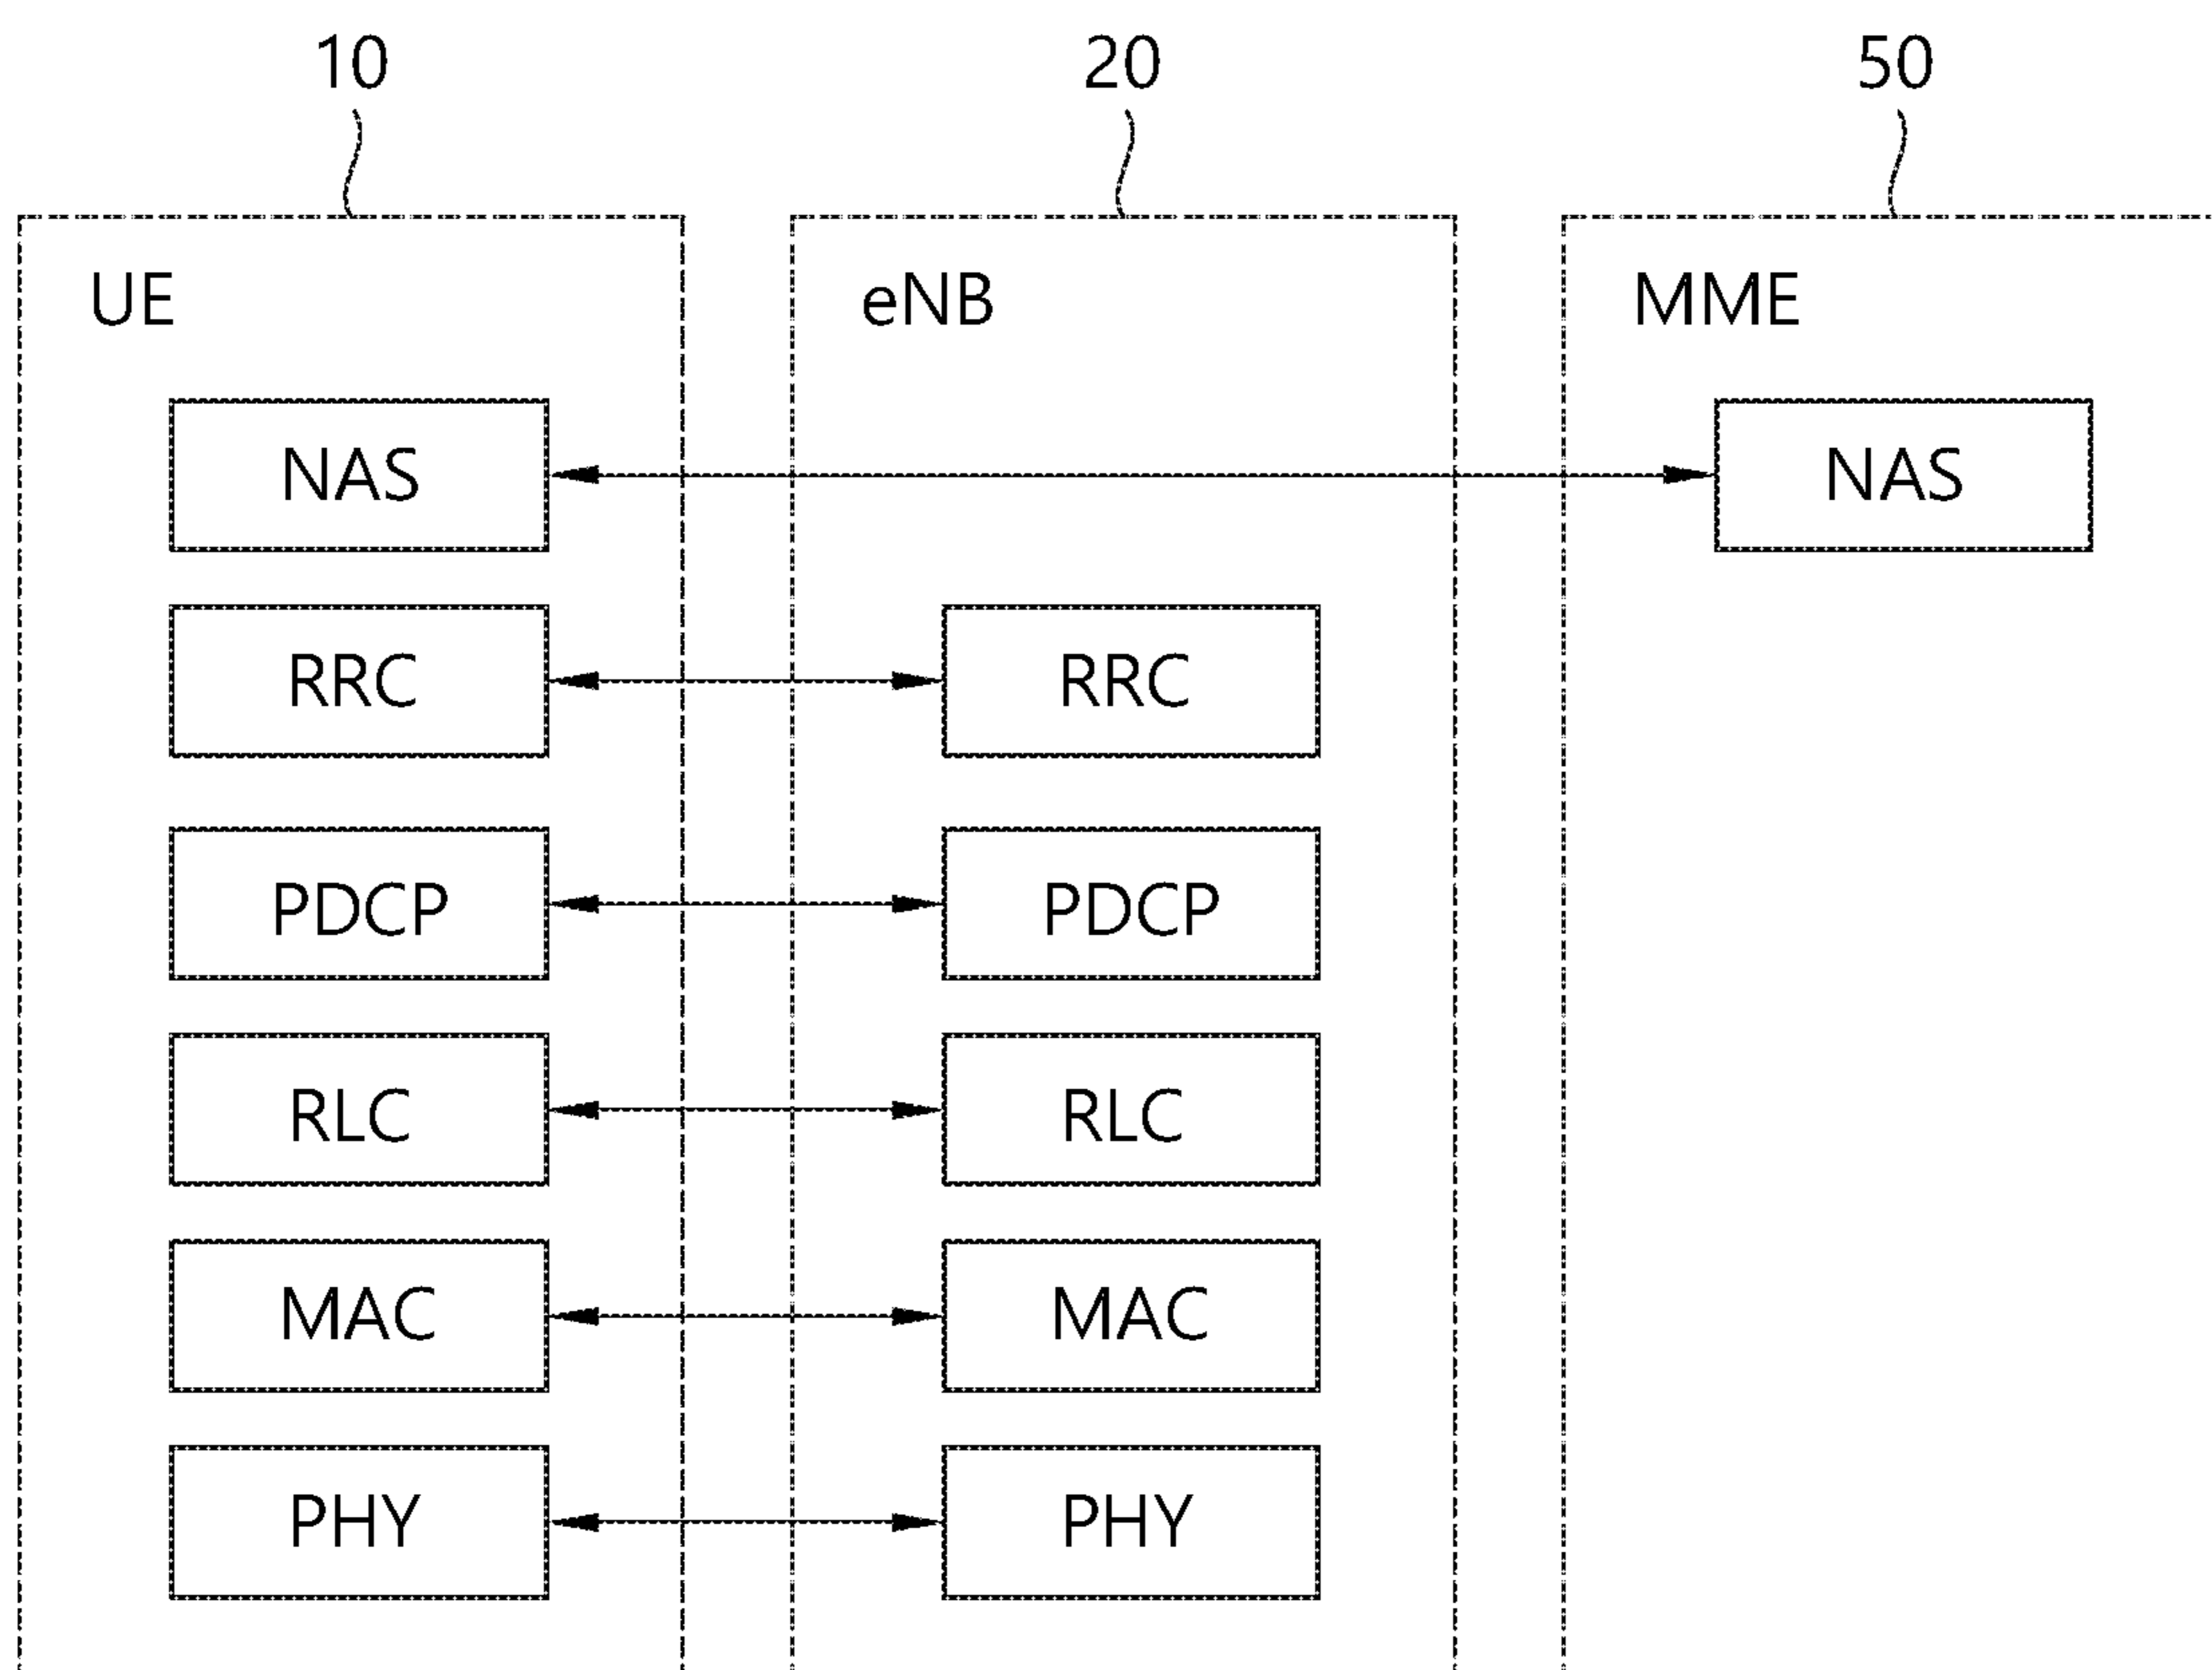 10 20 50
UE eNB MME
NAS NAS
RRC RRC
PDCP PDCP
RLC RLC
MAC MAC
PHY PHY